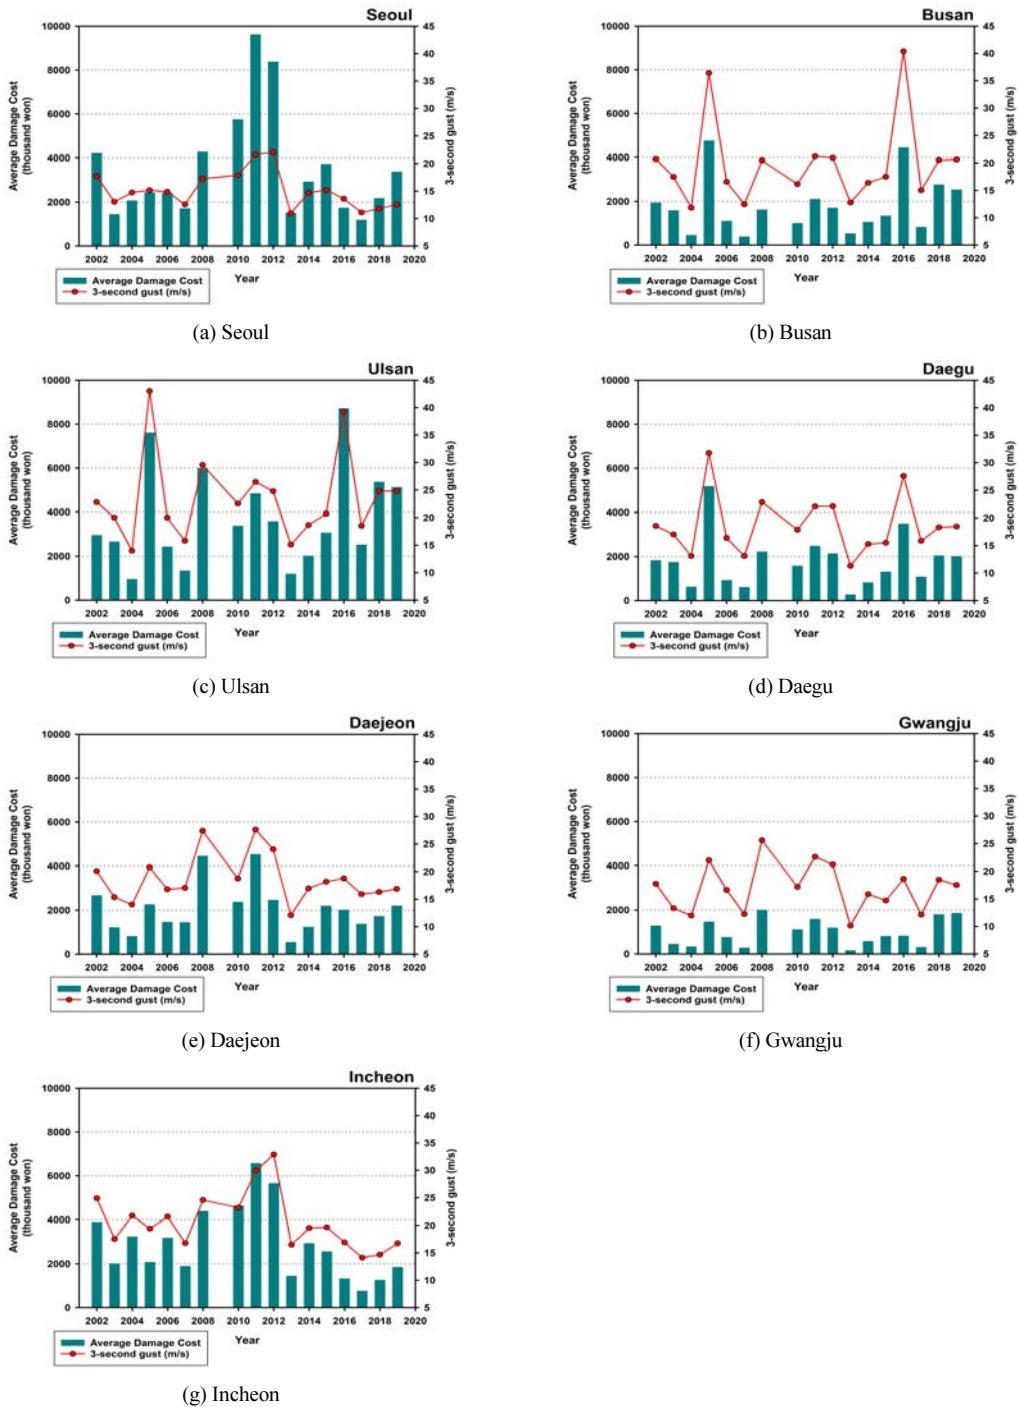 Seoul
10000
8000
6000
4000
2000
0
45
40
35
30
25
20
15
10
5
2002 2004 2006 2008 2010 2012 2014 2016 2018 2020
Average Damage Cost
(thousand won)
3-second gust (m/s)
Year
Average Damage Cost
3-second gust (m/s)
(a) Seoul
Busan
10000
8000
6000
4000
2000
0
45
40
35
30
25
20
15
10
5
2002 2004 2006 2008 2010 2012 2014 2016 2018 2020
Average Damage Cost
(thousand won)
3-second gust (m/s)
Year
Average Damage Cost
3-second gust (m/s)
(b) Busan
Ulsan
10000
8000
6000
4000
2000
0
45
40
35
30
25
20
15
10
5
2002 2004 2006 2008 2010 2012 2014 2016 2018 2020
Average Damage Cost
(thousand won)
3-second gust (m/s)
Year
Average Damage Cost
3-second gust (m/s)
(c) Ulsan
Daegu
10000
8000
6000
4000
2000
0
45
40
35
30
25
20
15
10
5
2002 2004 2006 2008 2010 2012 2014 2016 2018 2020
Average Damage Cost
(thousand won)
3-second gust (m/s)
Year
Average Damage Cost
3-second gust (m/s)
(d) Daegu
Daejeon
10000
8000
6000
4000
2000
0
45
40
35
30
25
20
15
10
5
2002 2004 2006 2008 2010 2012 2014 2016 2018 2020
Average Damage Cost
(thousand won)
3-second gust (m/s)
Year
Average Damage Cost
3-second gust (m/s)
(e) Daejeon
Gwangju
10000
8000
6000
4000
2000
0
45
40
35
30
25
20
15
10
5
2002 2004 2006 2008 2010 2012 2014 2016 2018 2020
Average Damage Cost
(thousand won)
3-second gust (m/s)
Year
Average Damage Cost
3-second gust (m/s)
(f) Gwangju
Incheon
10000
8000
6000
4000
2000
0
45
40
35
30
25
20
15
10
5
2002 2004 2006 2008 2010 2012 2014 2016 2018 2020
Average Damage Cost
(thousand won)
3-second gust (m/s)
Year
Average Damage Cost
3-second gust (m/s)
(g) Incheon